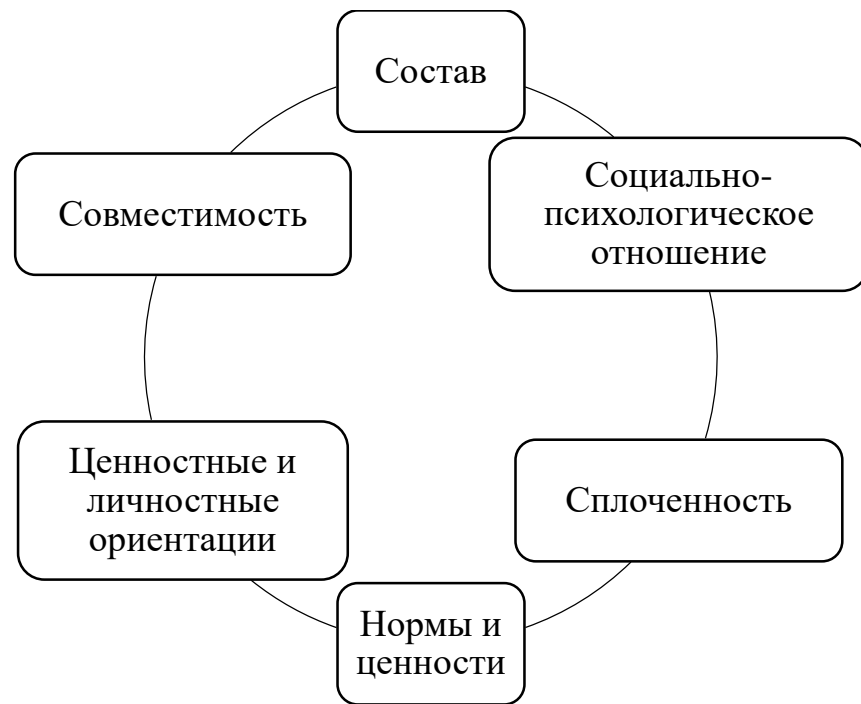 Состав
Социально-
психологическое
отношение
Сплоченность
Нормы и
ценности
Ценностные и
личностные
ориентации
Совместимость